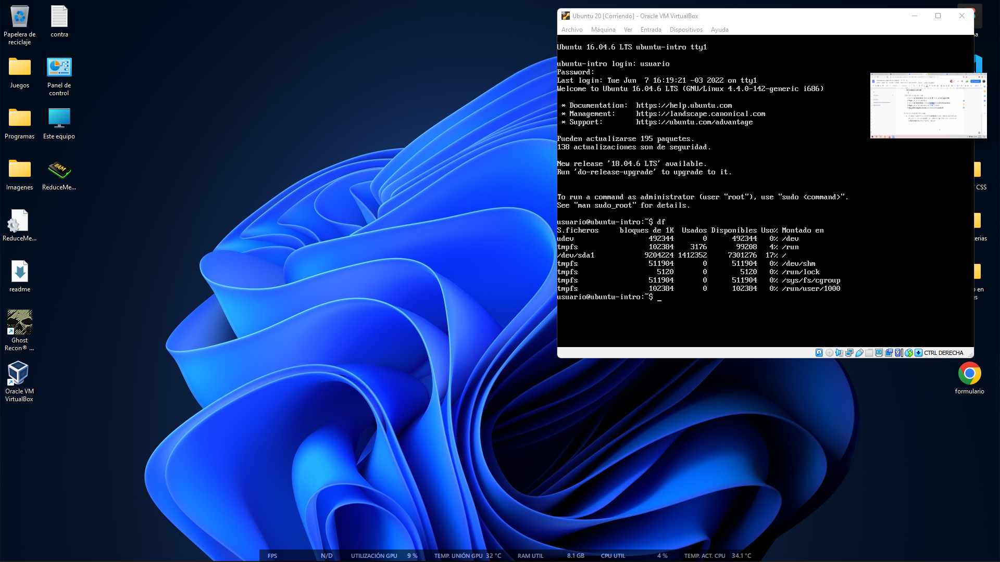 Papelera de
reciclaje
contra
Juegos
Panel de
control
Programas
Este equipo
Imagenes
ReduceMe...
ReduceMe...
readme
Ghost
Recon® ...
Oracle VM
VirtualBox
Ubuntu 20 [Corriendo] - Oracle VM VirtualBox
Archivo Máquina Ver Entrada Dispositivos Ayuda
Ubuntu 16.04.6 LTS ubuntu-intro tty1
ubuntu-intro login: usuario
Password:
Last login: Tue Jun  7 16:19:21 -03 2022 on tty1
Welcome to Ubuntu 16.04.6 LTS (GNU/Linux 4.4.0-142-generic i686)
* Documentation:  https://help.ubuntu.com
* Management:     https://landscape.canonical.com
* Support:        https://ubuntu.com/advantage
Pueden actualizarse 195 paquetes.
138 actualizaciones son de seguridad.
New release '18.04.6 LTS' available.
Run 'do-release-upgrade' to upgrade to it.
To run a command as administrator (user "root"), use "sudo <command>".
See "man sudo_root" for details.
usuario@ubuntu-intro:~$ df
S.ficheros     bloques de 1K  Usados Disponibles Uso% Montado en
udev                  492344       0      492344   0% /dev
tmpfs                 102384    3176       99208   4% /run
/dev/sda1            9204224 1412352     7301276  17% /
tmpfs                 511904       0      511904   0% /dev/shm
tmpfs                   5120       0        5120   0% /run/lock
tmpfs                 511904       0      511904   0% /sys/fs/cgroup
tmpfs                 102384       0      102384   0% /run/user/1000
usuario@ubuntu-intro:~$ _
CTRL DERECHA
CSS
formulario
FPS N/D UTILIZACIÓN GPU 9 % TEMP. UNIÓN GPU 32 °C RAM UTIL 8.1 GB CPU UTIL 4 % TEMP. ACT. CPU 34.1 °C
RAM